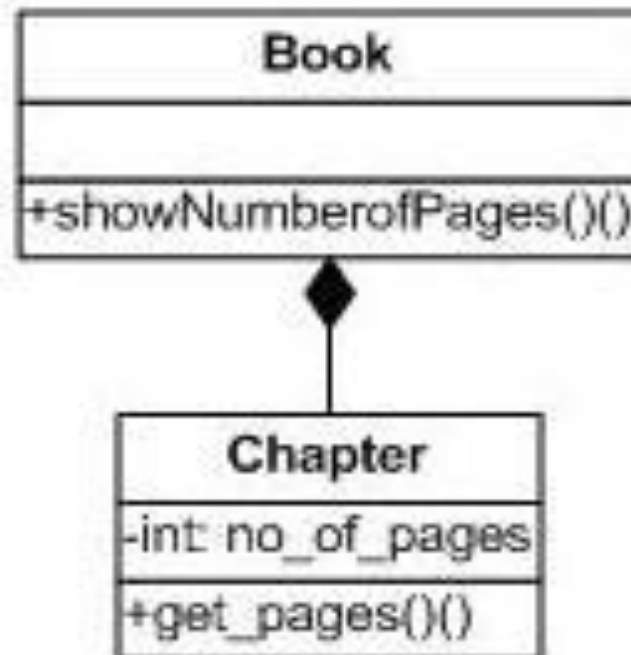 Book
+showNumberofPages()()
Chapter
-int: no_of_pages
+get_pages()()